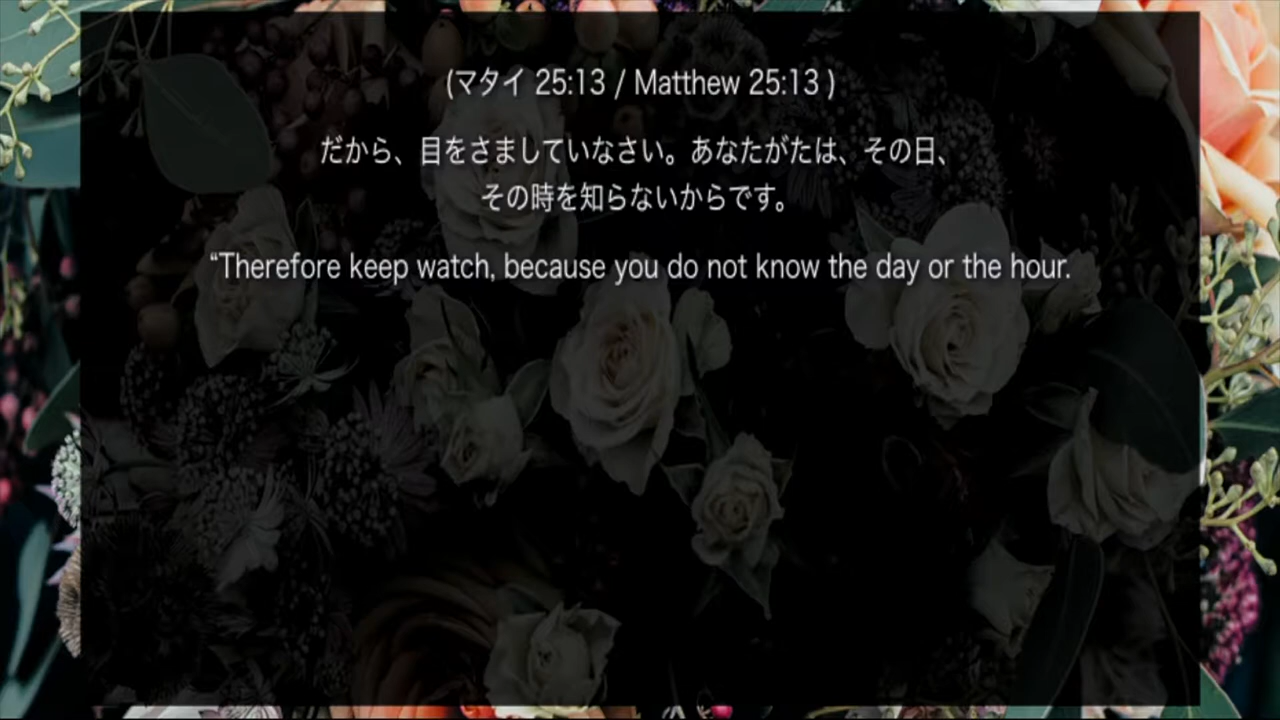 (マタイ 25:13 / Matthew 25:13 )
だから、目をさましていなさい。あなたがたは、その日、
その時を知らないからです。
“Therefore keep watch, because you do not know the day or the hour.